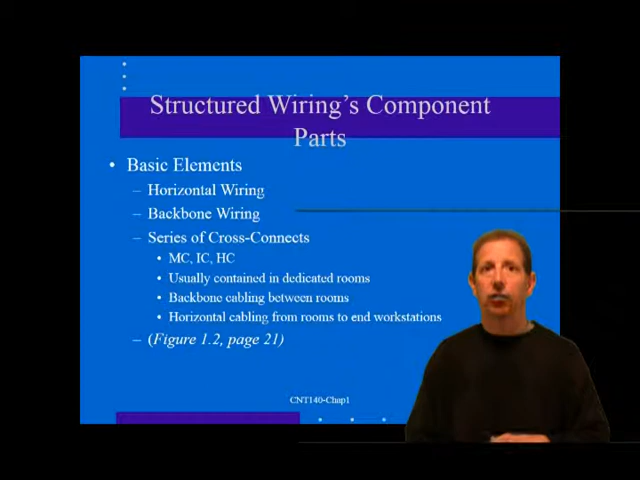 Structured Wiring's Component
Parts
• Basic Elements
– Horizontal Wiring
– Backbone Wiring
– Series of Cross-Connects
• MC, IC, HC
• Usually contained in dedicated rooms
• Backbone cabling between rooms
• Horizontal cabling from rooms to end workstations
– (Figure 1.2, page 21)
CNT140-Chap1